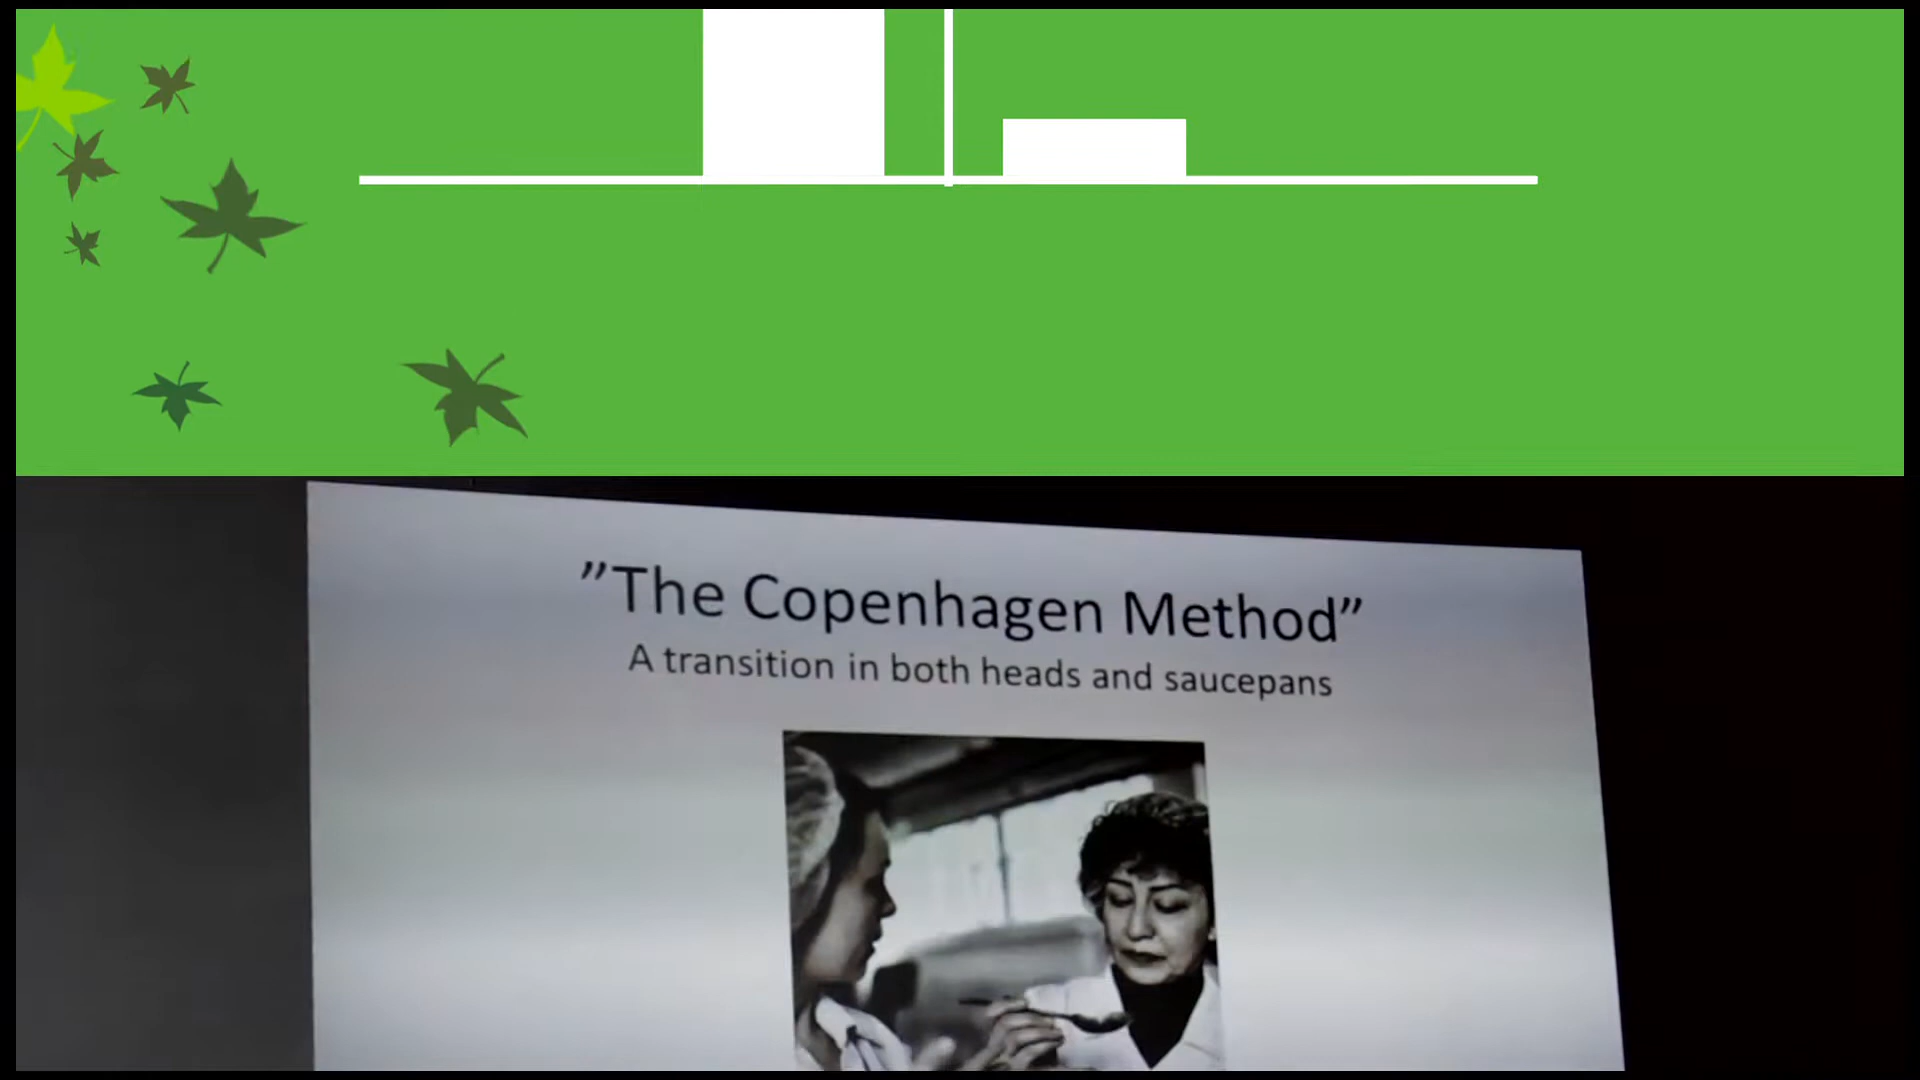 ”The Copenhagen Method”
A transition in both heads and saucepans